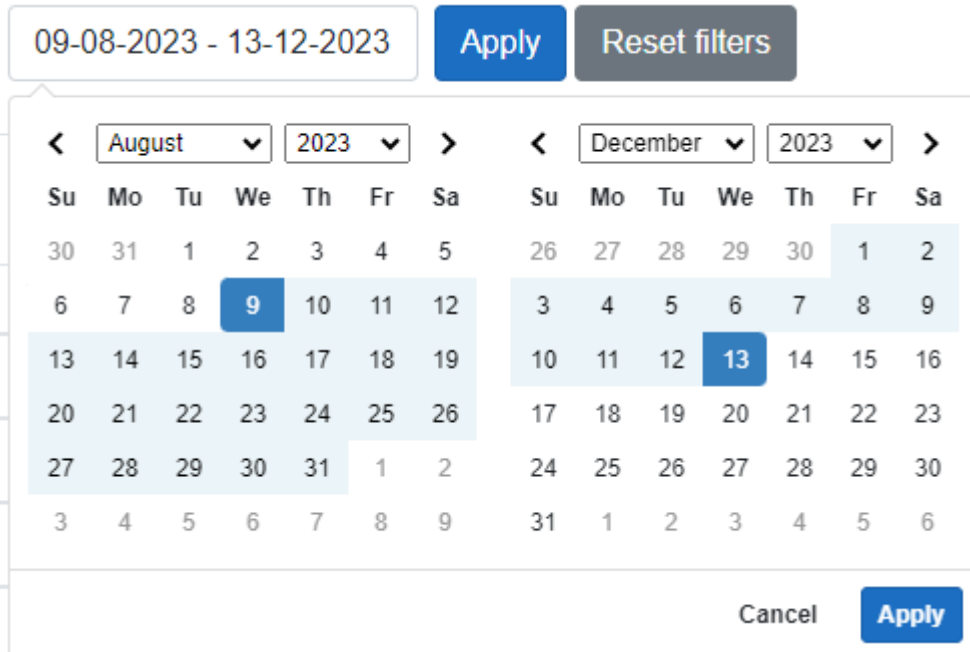 09-08-2023 - 13-12-2023 Apply Reset filters
August 2023 December 2023
Su Mo Tu We Th Fr Sa Su Mo Tu We Th Fr Sa
30 31 1 2 3 4 5 26 27 28 29 30 1 2
6 7 8 9 10 11 12 3 4 5 6 7 8 9
13 14 15 16 17 18 19 10 11 12 13 14 15 16
20 21 22 23 24 25 26 17 18 19 20 21 22 23
27 28 29 30 31 1 2 24 25 26 27 28 29 30
3 4 5 6 7 8 9 31 1 2 3 4 5 6
Cancel Apply